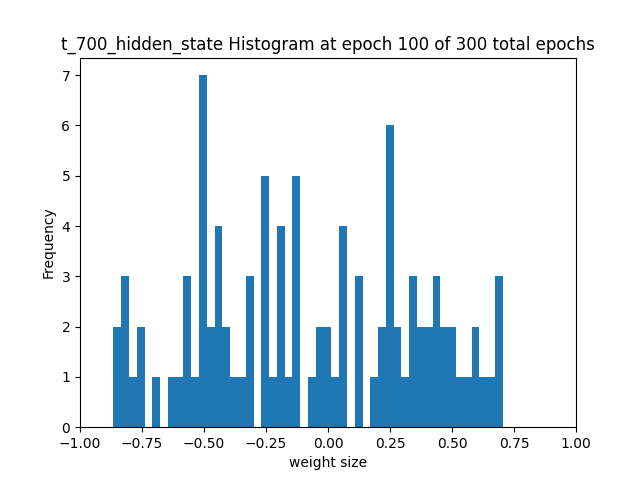 t_700_hidden_state Histogram at epoch 100 of 300 total epochs
7
6
5
4
3
2
1
0
Frequency
−1.00 −0.75 −0.50 −0.25 0.00 0.25 0.50 0.75 1.00
weight size